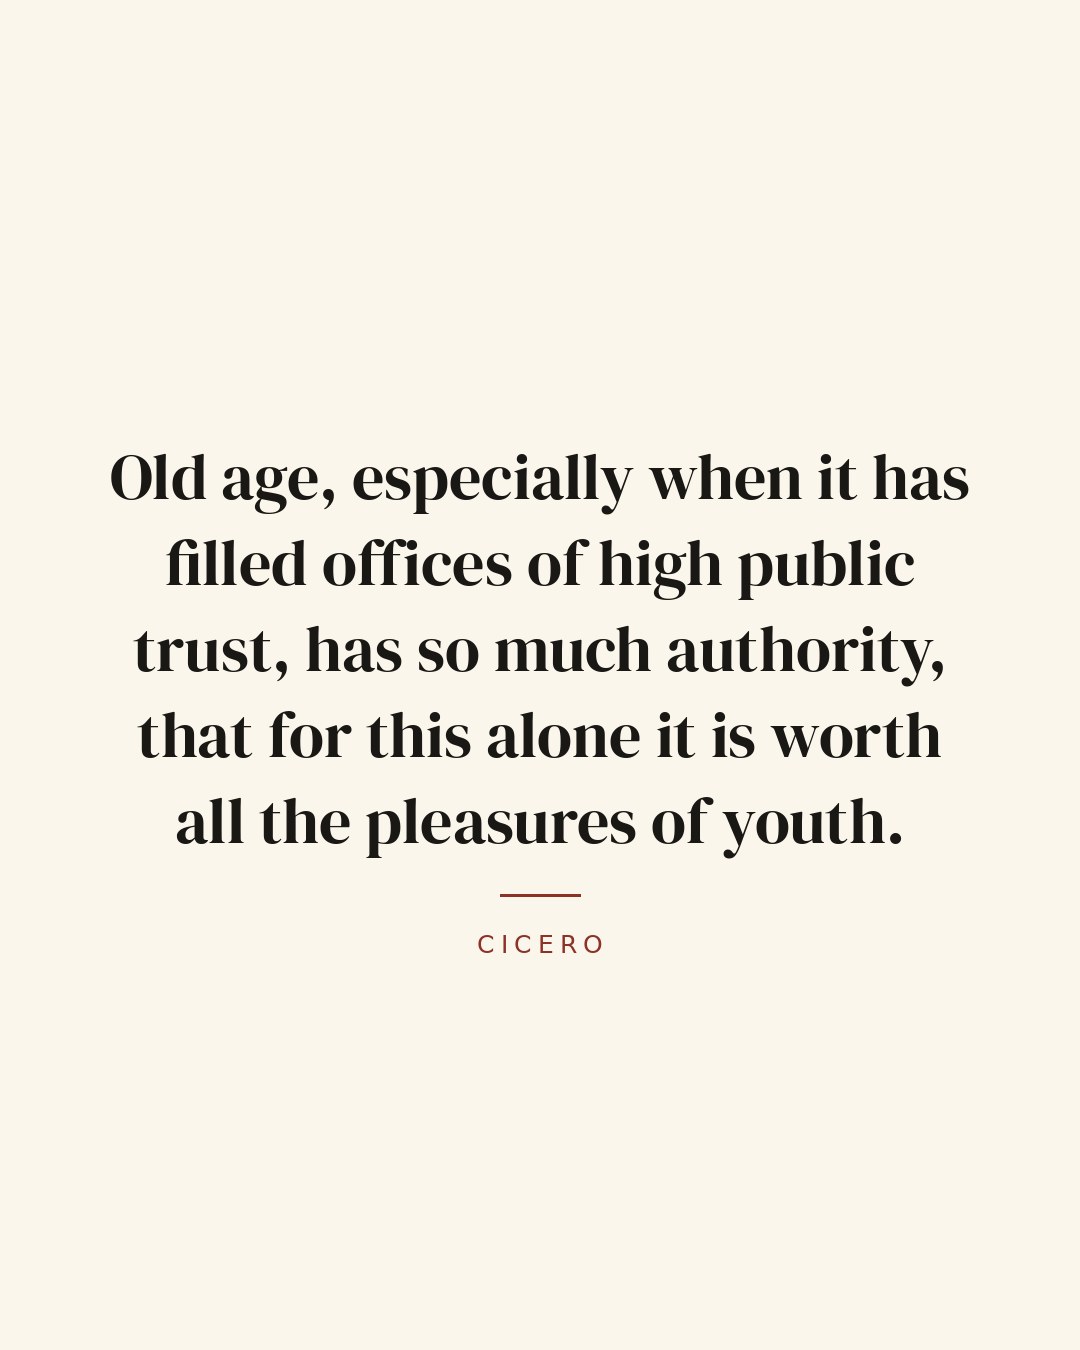 Old age, especially when it has
filled offices of high public
trust, has so much authority,
that for this alone it is worth
all the pleasures of youth.
CICERO